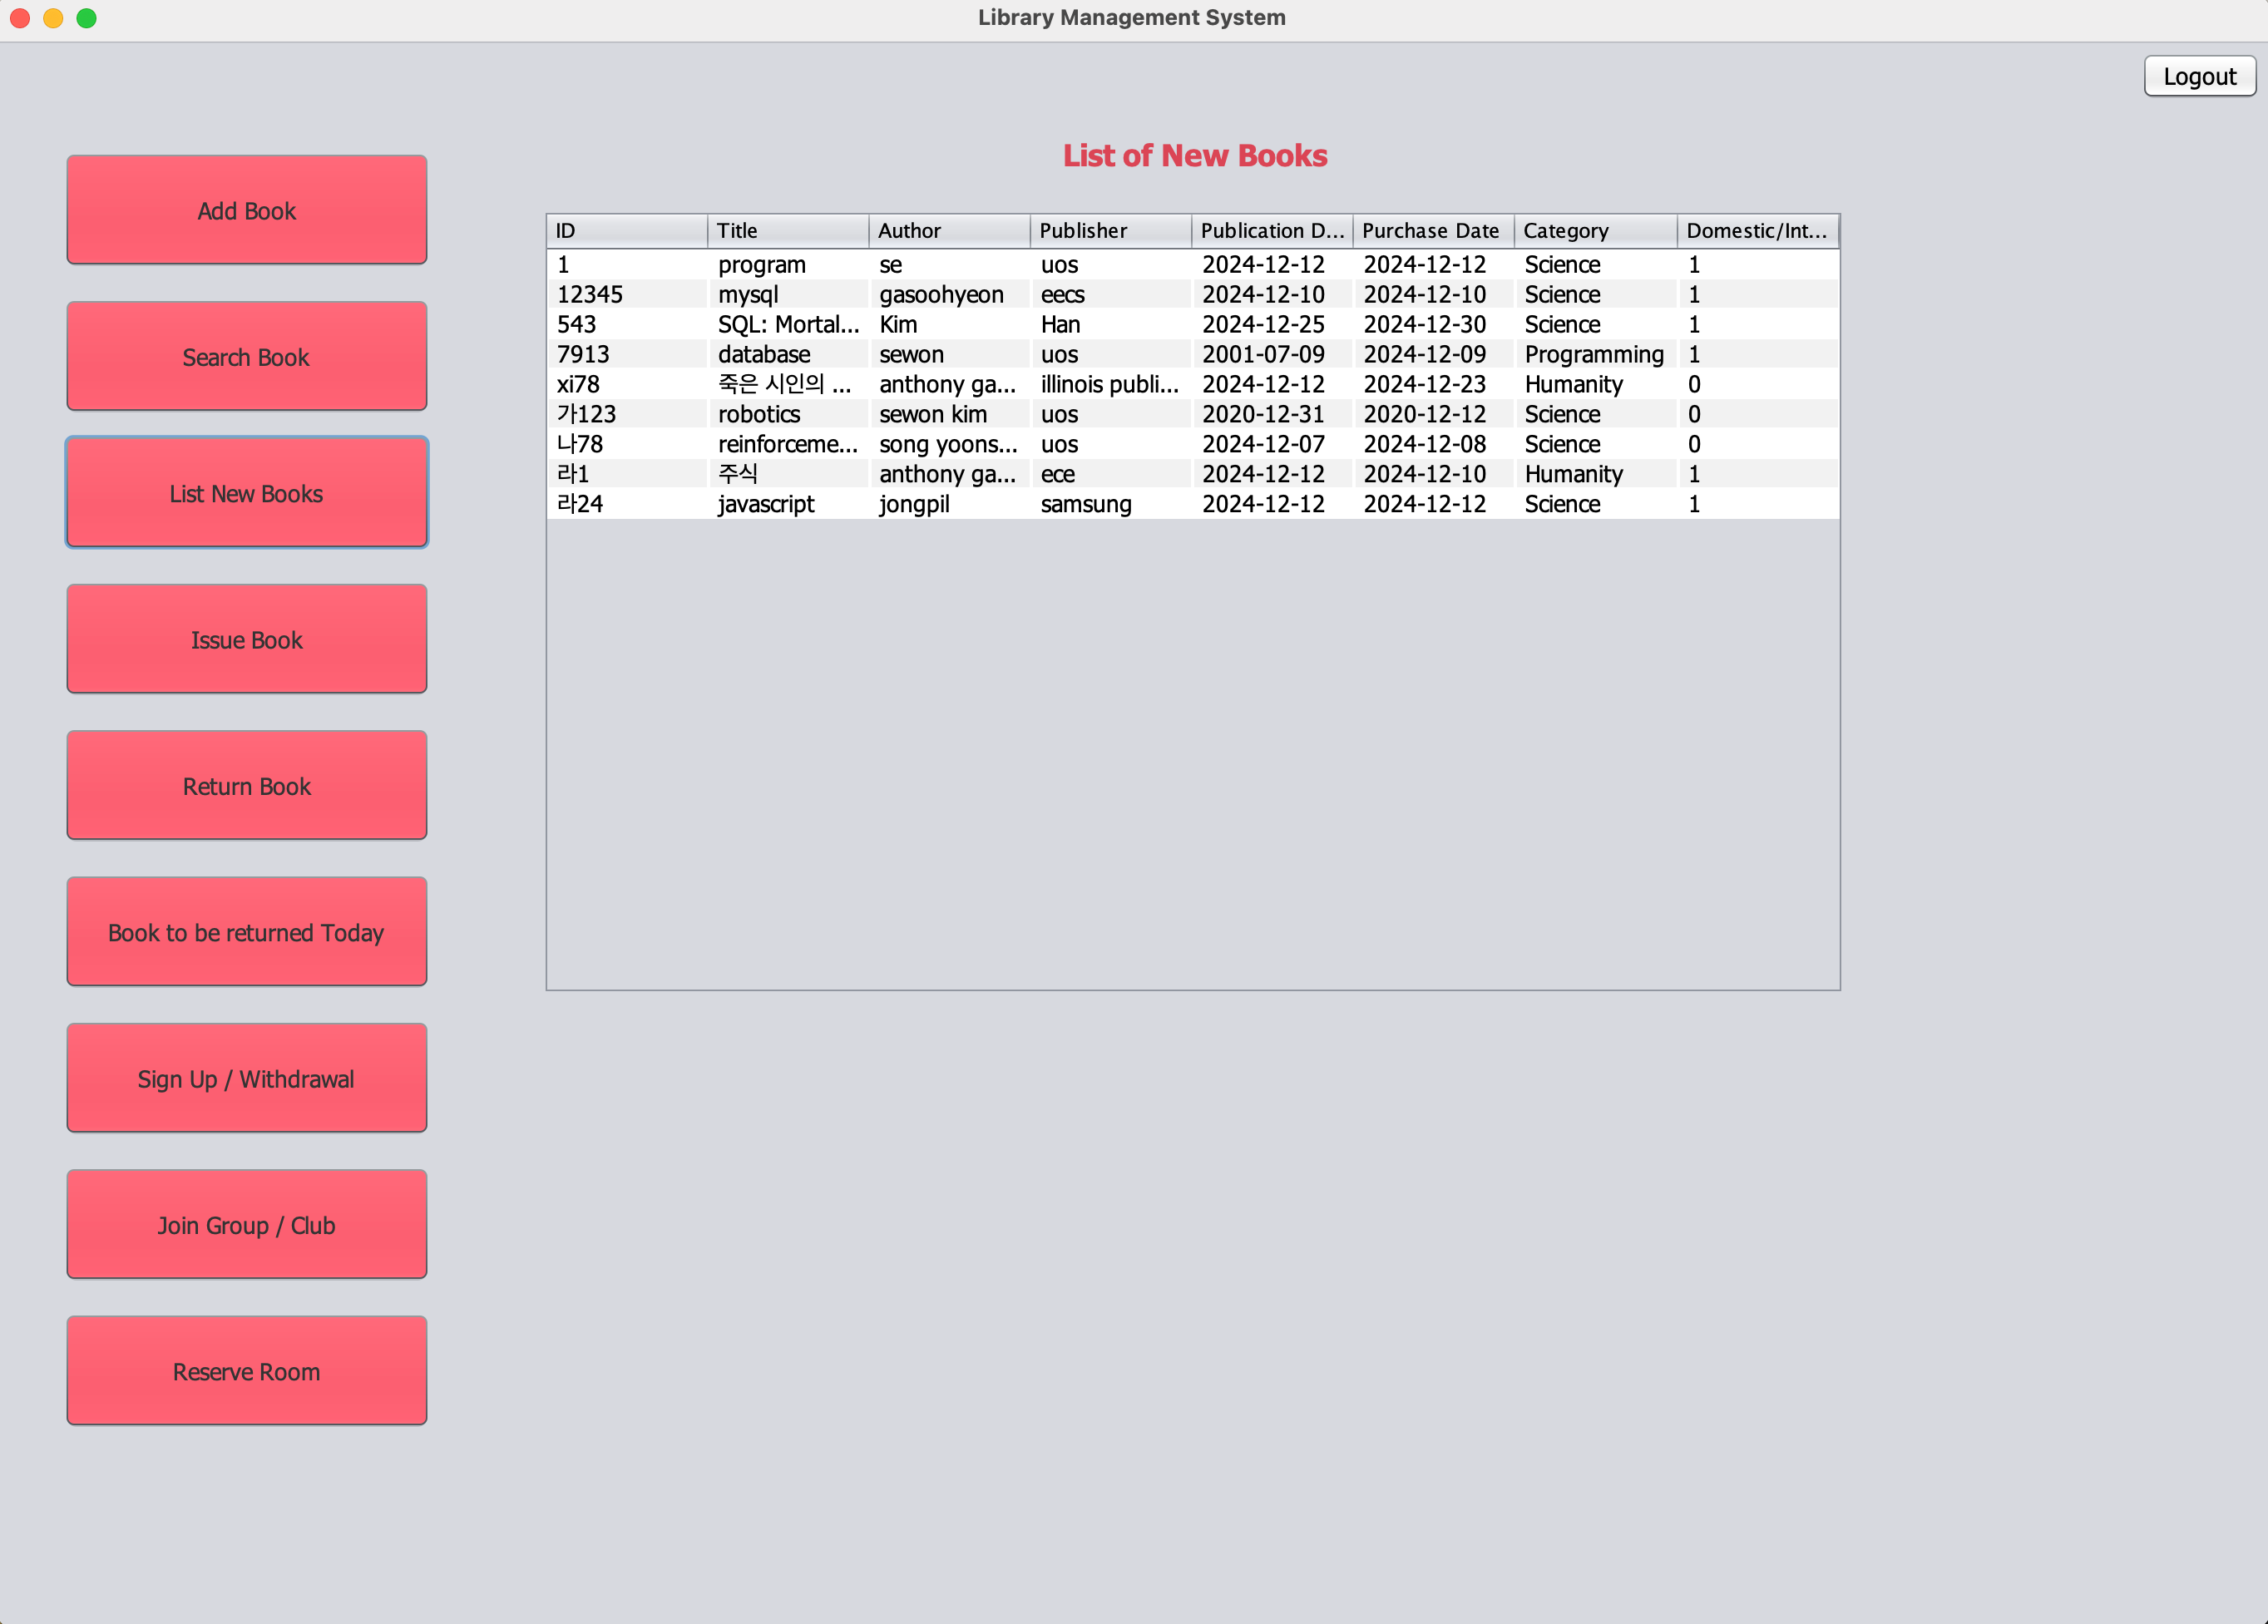 Library Management System
Logout
Add Book
Search Book
List New Books
Issue Book
Return Book
Book to be returned Today
Sign Up / Withdrawal
Join Group / Club
Reserve Room
List of New Books
ID Title Author Publisher Publication D... Purchase Date Category Domestic/Int...
1 program se uos 2024-12-12 2024-12-12 Science 1
12345 mysql gasoohyeon eecs 2024-12-10 2024-12-10 Science 1
543 SQL: Mortal... Kim Han 2024-12-25 2024-12-30 Science 1
7913 database sewon uos 2001-07-09 2024-12-09 Programming 1
xi78 죽은 시인의 ... anthony ga... illinois publi... 2024-12-12 2024-12-23 Humanity 0
가123 robotics sewon kim uos 2020-12-31 2020-12-12 Science 0
나78 reinforceme... song yoons... uos 2024-12-07 2024-12-08 Science 0
라1 주식 anthony ga... ece 2024-12-12 2024-12-10 Humanity 1
라24 javascript jongpil samsung 2024-12-12 2024-12-12 Science 1